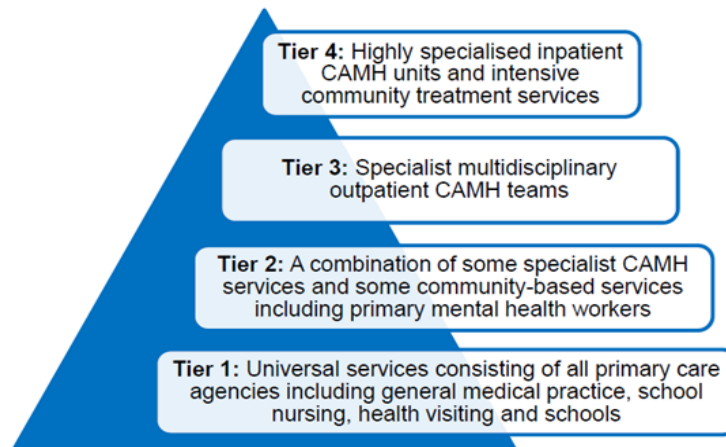 Tier 4: Highly specialised inpatient
CAMH units and intensive
community treatment services
Tier 3: Specialist multidisciplinary
outpatient CAMH teams
Tier 2: A combination of some specialist CAMH
services and some community-based services
including primary mental health workers
Tier 1: Universal services consisting of all primary care
agencies including general medical practice, school
nursing, health visiting and schools